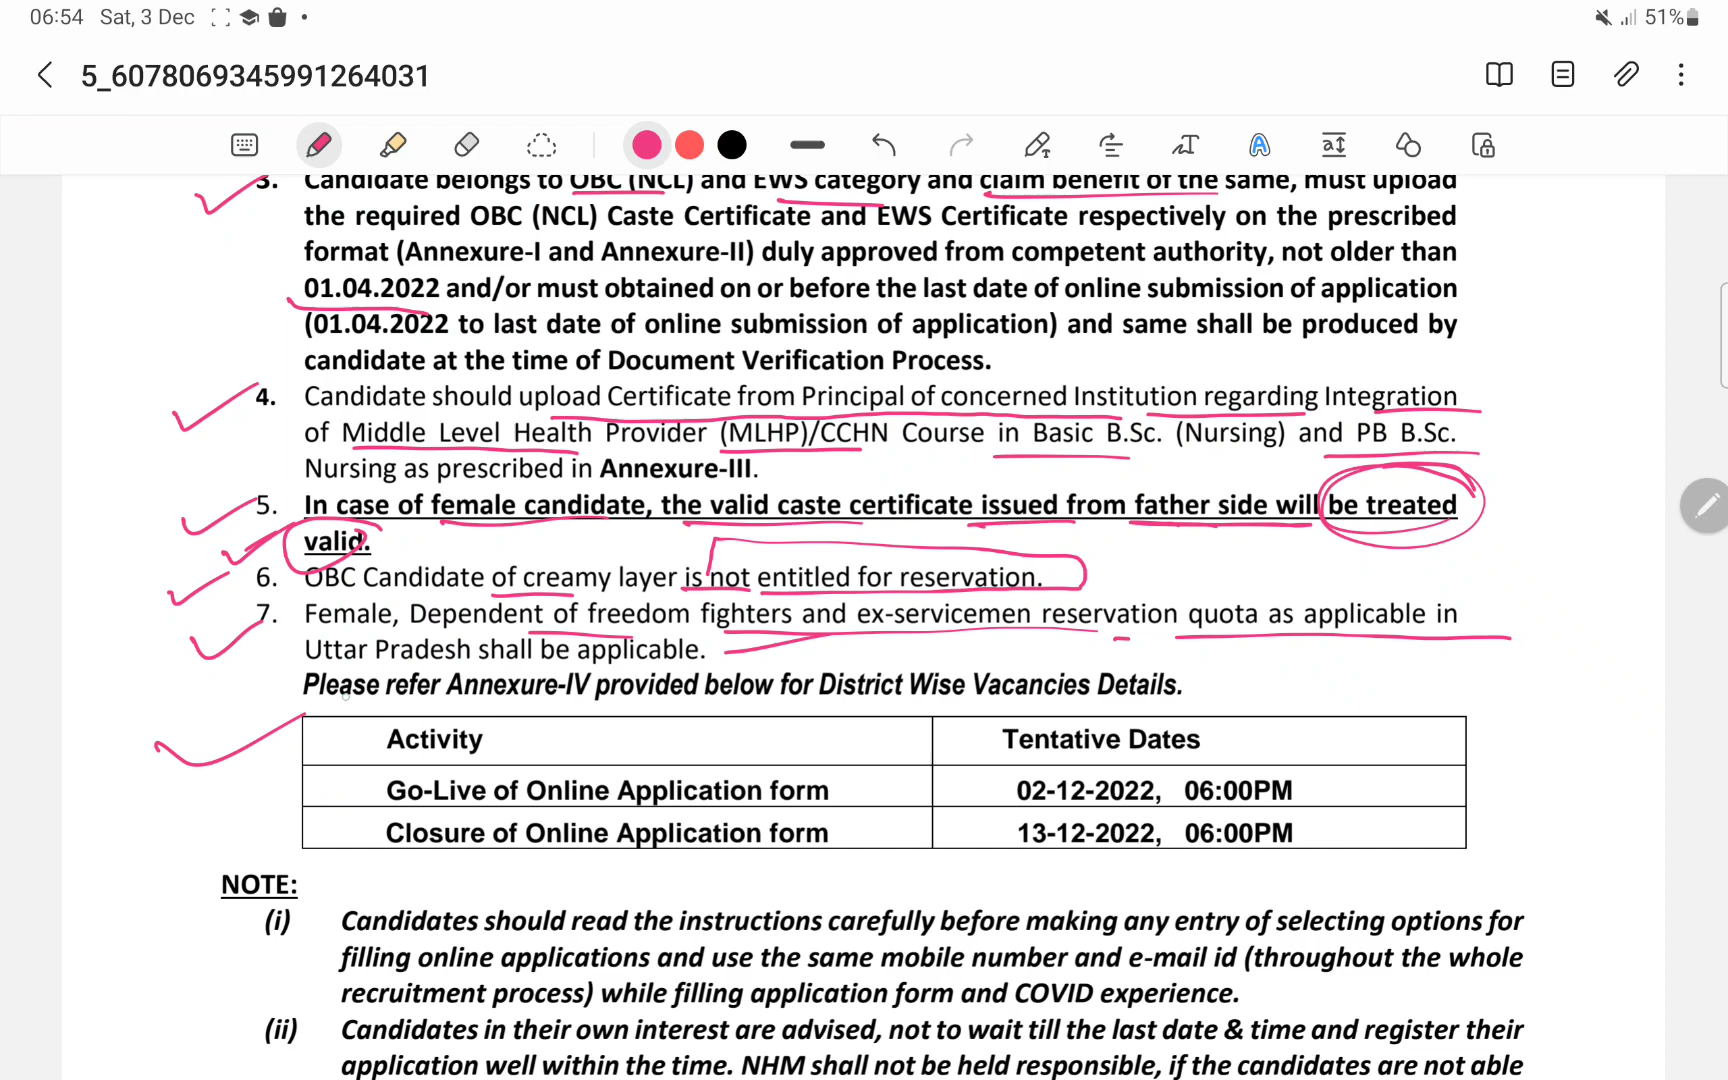 06:54 Sat, 3 Dec
51%
5_6078069345991264031
3. Candidate belongs to OBC (NCL) and EWS category and claim benefit of the same, must upload
the required OBC (NCL) Caste Certificate and EWS Certificate respectively on the prescribed
format (Annexure-I and Annexure-II) duly approved from competent authority, not older than
01.04.2022 and/or must obtained on or before the last date of online submission of application
(01.04.2022 to last date of online submission of application) and same shall be produced by
candidate at the time of Document Verification Process.
4. Candidate should upload Certificate from Principal of concerned Institution regarding Integration
of Middle Level Health Provider (MLHP)/CCHN Course in Basic B.Sc. (Nursing) and PB B.Sc.
Nursing as prescribed in Annexure-III.
5. In case of female candidate, the valid caste certificate issued from father side will be treated
valid.
6. OBC Candidate of creamy layer is not entitled for reservation.
7. Female, Dependent of freedom fighters and ex-servicemen reservation quota as applicable in
Uttar Pradesh shall be applicable.
Please refer Annexure-IV provided below for District Wise Vacancies Details.
Activity Tentative Dates
Go-Live of Online Application form 02-12-2022, 06:00PM
Closure of Online Application form 13-12-2022, 06:00PM
NOTE:
(i) Candidates should read the instructions carefully before making any entry of selecting options for
filling online applications and use the same mobile number and e-mail id (throughout the whole
recruitment process) while filling application form and COVID experience.
(ii) Candidates in their own interest are advised, not to wait till the last date & time and register their
application well within the time. NHM shall not be held responsible, if the candidates are not able